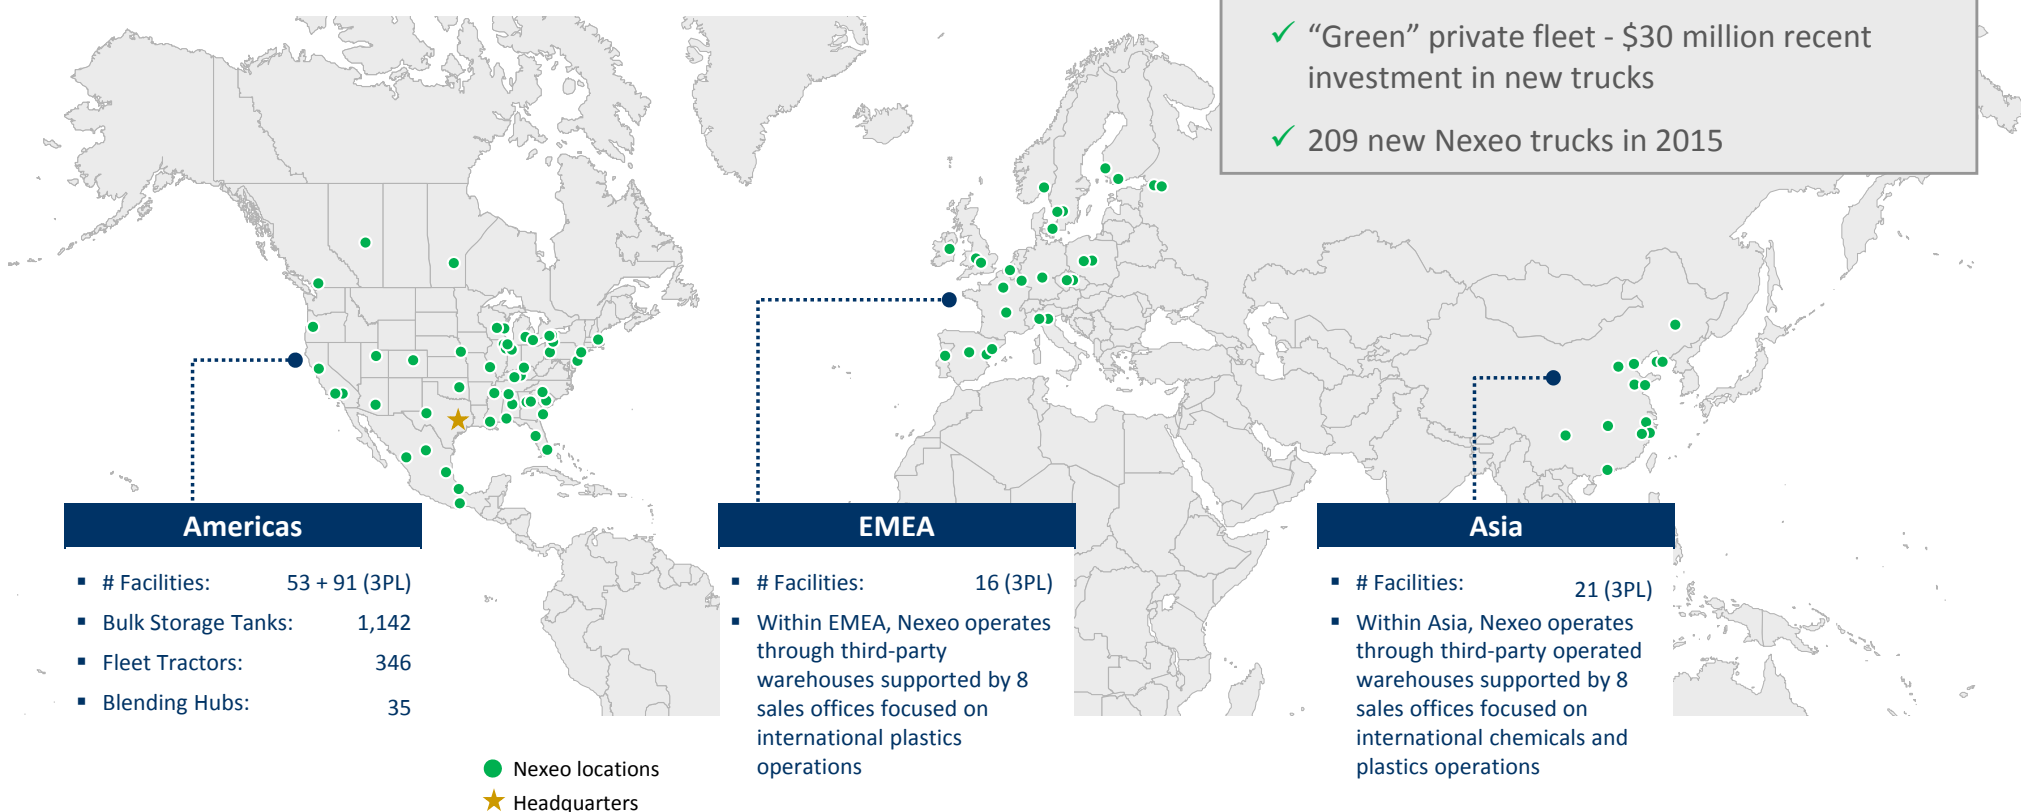 ✓ “Green” private fleet - $30 million recent
investment in new trucks
✓ 209 new Nexeo trucks in 2015
Americas
▪ # Facilities: 53 + 91 (3PL)
▪ Bulk Storage Tanks: 1,142
▪ Fleet Tractors: 346
▪ Blending Hubs: 35
EMEA
▪ # Facilities: 16 (3PL)
▪ Within EMEA, Nexeo operates
through third-party
warehouses supported by 8
sales offices focused on
international plastics
operations
Asia
▪ # Facilities: 21 (3PL)
▪ Within Asia, Nexeo operates
through third-party operated
warehouses supported by 8
sales offices focused on
international chemicals and
plastics operations
Nexeo locations
Headquarters